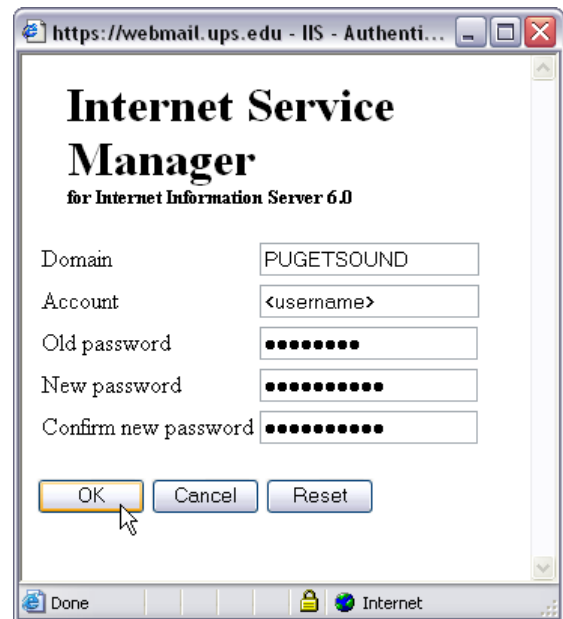 https://webmail.ups.edu - IIS - Authenti...
Internet Service
Manager
for Internet Information Server 6.0
Domain PUGETSOUND
Account <username>
Old password ●●●●●●●●
New password ●●●●●●●●●●
Confirm new password ●●●●●●●●●●
OK Cancel Reset
Done Internet